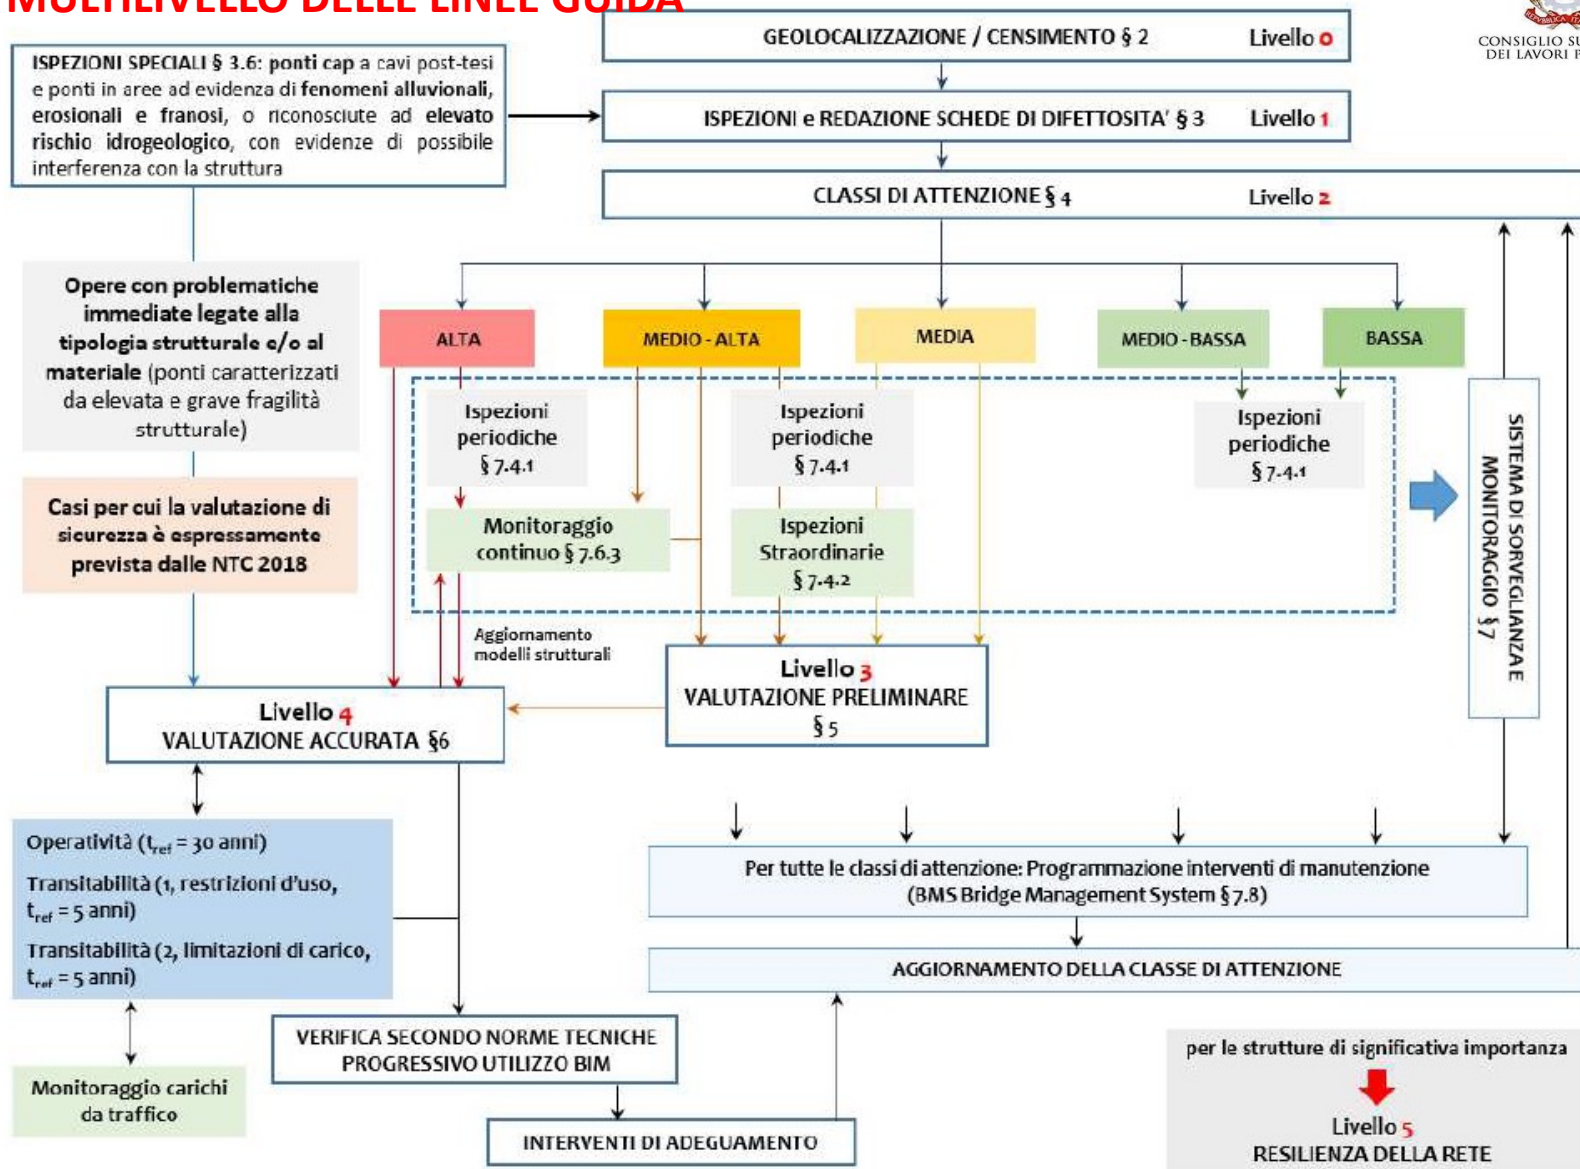 MULTILIVELLO DELLE LINEE GUIDA
GEOLOCALIZZAZIONE / CENSIMENTO § 2 Livello 0
CONSIGLIO SU
DEI LAVORI P
ISPEZIONI SPECIALI § 3.6: ponti cap a cavi post-tesi
e ponti in aree ad evidenza di fenomeni alluvionali,
erosionali e franosi, o riconosciute ad elevato
rischio idrogeologico, con evidenze di possibile
interferenza con la struttura
ISPEZIONI e REDAZIONE SCHEDE DI DIFETTOSITA' § 3 Livello 1
CLASSI DI ATTENZIONE § 4 Livello 2
Opere con problematiche
immediate legate alla
tipologia strutturale e/o al
materiale (ponti caratterizzati
da elevata e grave fragilità
strutturale)
Casi per cui la valutazione di
sicurezza è espressamente
prevista dalle NTC 2018
ALTA
MEDIO - ALTA
MEDIA
MEDIO - BASSA
BASSA
Ispezioni
periodiche
§ 7.4.1
Monitoraggio
continuo § 7.6.3
Ispezioni
periodiche
§ 7.4.1
Ispezioni
Straordinarie
§ 7.4.2
Ispezioni
periodiche
§ 7.4.1
SISTEMA DI SORVEGLIANZA E
MONITORAGGIO §7
Aggiornamento
modelli strutturali
Livello 3
VALUTAZIONE PRELIMINARE
§ 5
Livello 4
VALUTAZIONE ACCURATA §6
Operatività (tref = 30 anni)
Transitabilità (1, restrizioni d'uso,
tref = 5 anni)
Transitabilità (2, limitazioni di carico,
tref = 5 anni)
Monitoraggio carichi
da traffico
Per tutte le classi di attenzione: Programmazione interventi di manutenzione
(BMS Bridge Management System § 7.8)
AGGIORNAMENTO DELLA CLASSE DI ATTENZIONE
VERIFICA SECONDO NORME TECNICHE
PROGRESSIVO UTILIZZO BIM
INTERVENTI DI ADEGUAMENTO
per le strutture di significativa importanza
Livello 5
RESILIENZA DELLA RETE